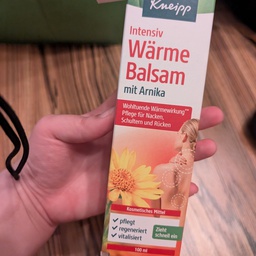 Kneipp
Intensiv
Wärme
Balsam
mit Arnika
Wohltuende Wärmewirkung**
Pflege für Nacken,
Schultern und Rücken
Kosmetisches Mittel
✓ pflegt
✓ regeneriert
✓ vitalisiert
Zieht
schnell ein
100 ml